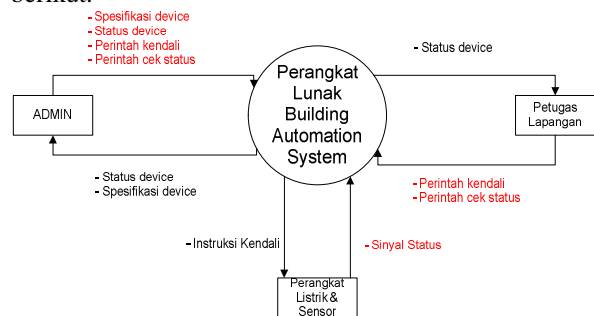 - Spesifikasi device
- Status device
- Perintah kendali
- Perintah cek status
- Status device
Perangkat
Lunak
Building
Automation
System
ADMIN
Petugas
Lapangan
- Status device
- Spesifikasi device
- Perintah kendali
- Perintah cek status
- Instruksi Kendali
- Sinyal Status
Perangkat
Listrik &
Sensor